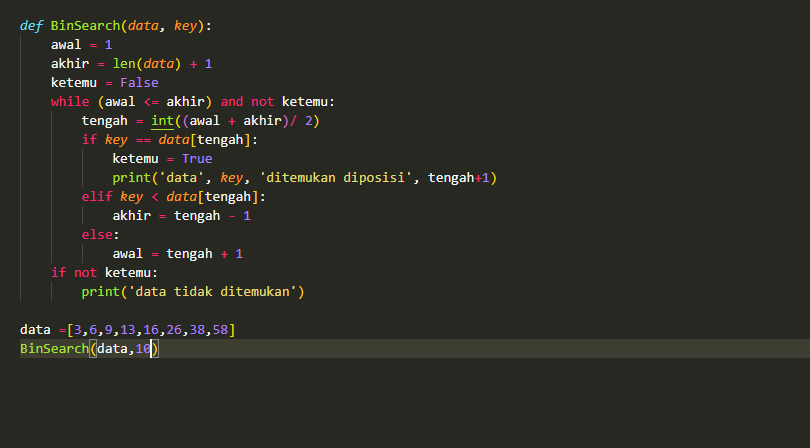 def BinSearch(data, key):
    awal = 1
    akhir = len(data) + 1
    ketemu = False
    while (awal <= akhir) and not ketemu:
        tengah = int((awal + akhir)/ 2)
        if key == data[tengah]:
            ketemu = True
            print('data', key, 'ditemukan diposisi', tengah+1)
        elif key < data[tengah]:
            akhir = tengah - 1
        else:
            awal = tengah + 1
    if not ketemu:
        print('data tidak ditemukan')

data =[3,6,9,13,16,26,38,58]
BinSearch(data,10)